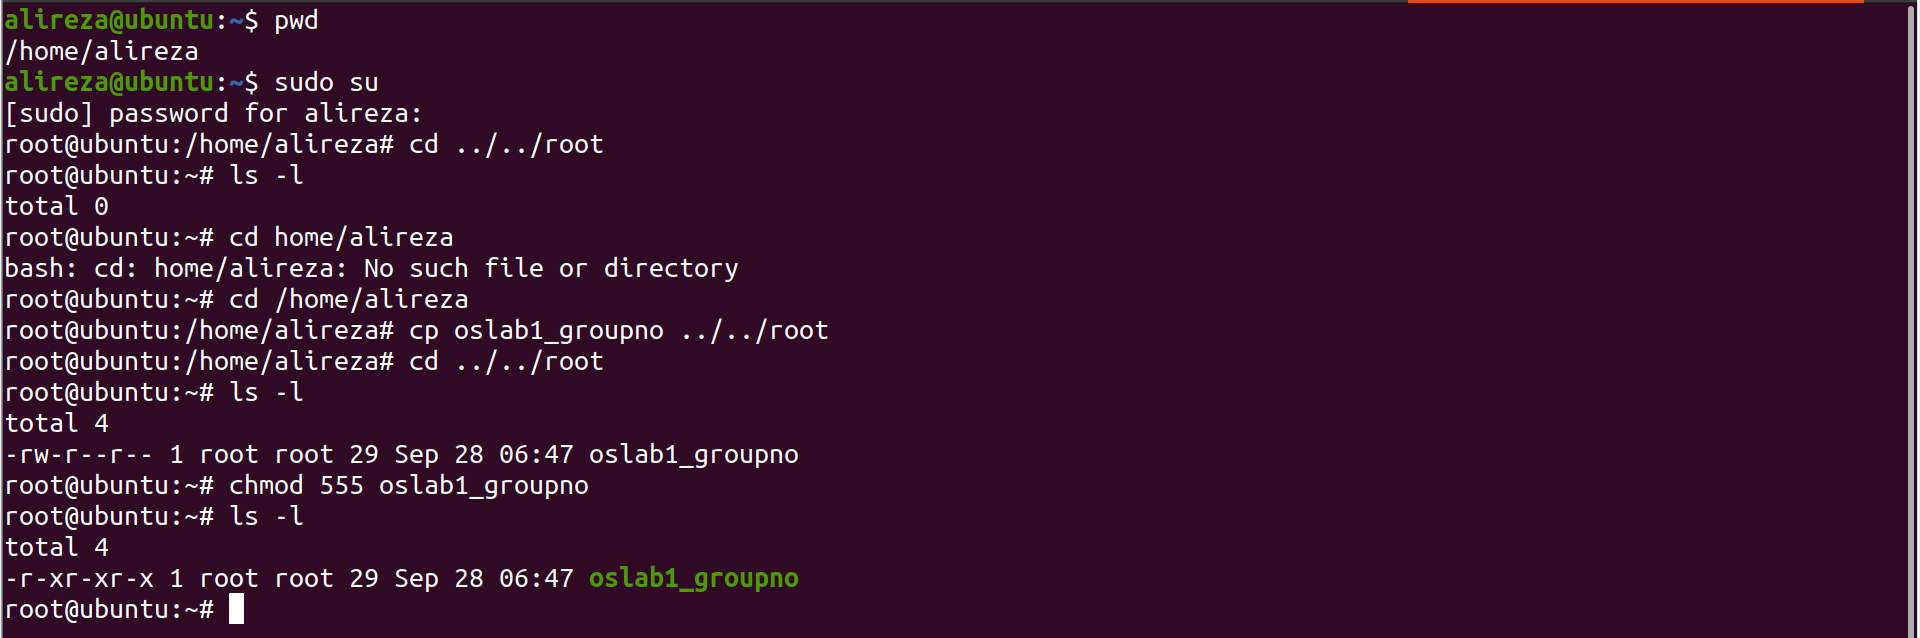 alireza@ubuntu:~$ pwd
/home/alireza
alireza@ubuntu:~$ sudo su
[sudo] password for alireza:
root@ubuntu:/home/alireza# cd ../../root
root@ubuntu:~# ls -l
total 0
root@ubuntu:~# cd home/alireza
bash: cd: home/alireza: No such file or directory
root@ubuntu:~# cd /home/alireza
root@ubuntu:/home/alireza# cp oslab1_groupno ../../root
root@ubuntu:/home/alireza# cd ../../root
root@ubuntu:~# ls -l
total 4
-rw-r--r-- 1 root root 29 Sep 28 06:47 oslab1_groupno
root@ubuntu:~# chmod 555 oslab1_groupno
root@ubuntu:~# ls -l
total 4
-r-xr-xr-x 1 root root 29 Sep 28 06:47 oslab1_groupno
root@ubuntu:~#